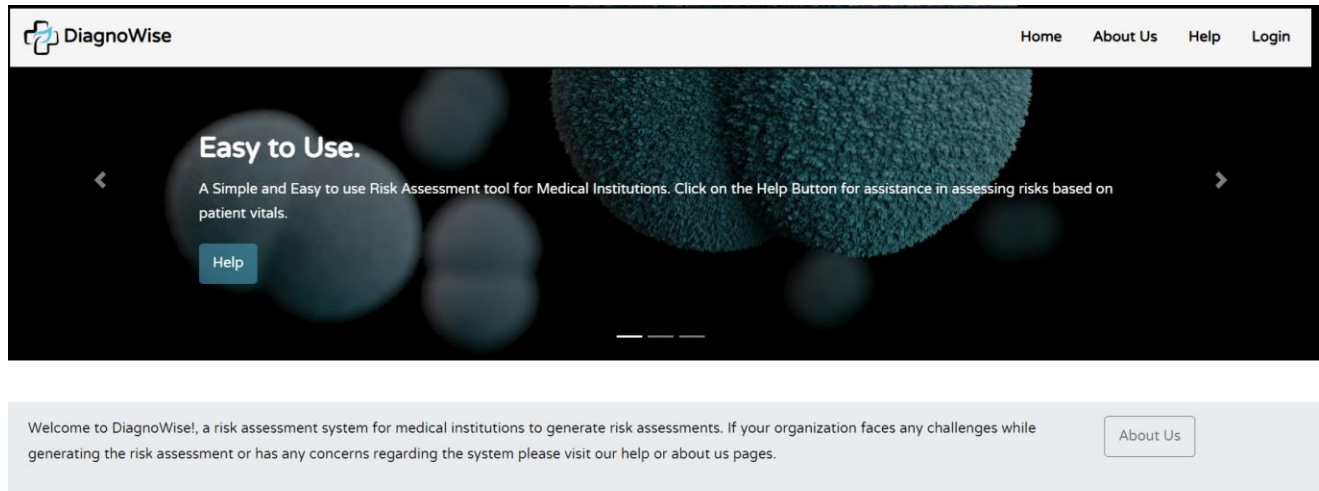 DiagnoWise
Home About Us Help Login
Easy to Use.
A Simple and Easy to use Risk Assessment tool for Medical Institutions. Click on the Help Button for assistance in assessing risks based on
patient vitals.
Help
Welcome to DiagnoWise!, a risk assessment system for medical institutions to generate risk assessments. If your organization faces any challenges while
generating the risk assessment or has any concerns regarding the system please visit our help or about us pages.
About Us